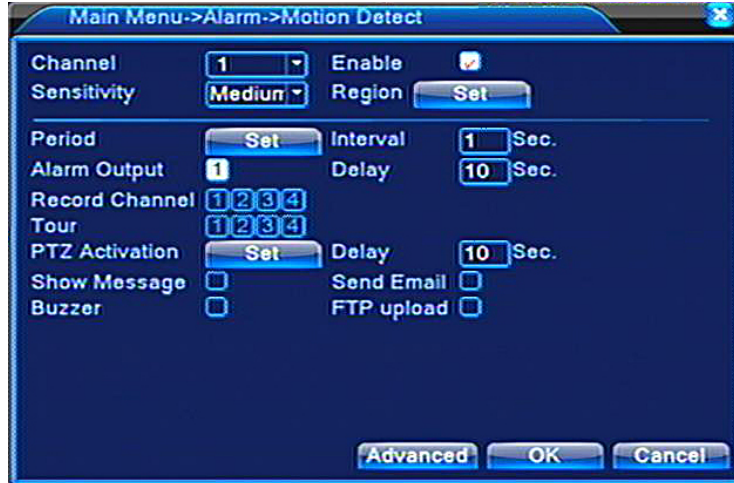 Main Menu->Alarm->Motion Detect
Channel 1 Enable
Sensitivity Medium Region Set
Period Set Interval 1 Sec.
Alarm Output 1 Delay 10 Sec.
Record Channel 1 2 3 4
Tour 1 2 3 4
PTZ Activation Set Delay 10 Sec.
Show Message Send Email
Buzzer FTP upload
Advanced OK Cancel